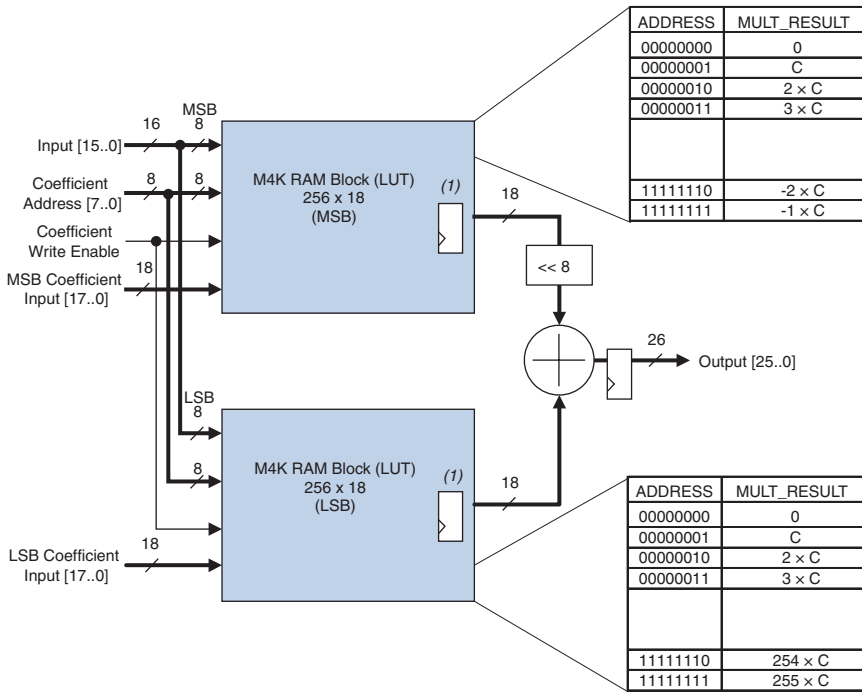 ADDRESS MULT_RESULT
00000000 0
00000001 C
00000010 2 × C
00000011 3 × C
11111110 -2 × C
11111111 -1 × C
MSB
16 8
Input [15..0]
Coefficient
Address [7..0]
8 8
Coefficient
Write Enable
18
MSB Coefficient
Input [17..0]
M4K RAM Block (LUT)
256 x 18
(MSB)
(1)
18
<< 8
26
Output [25..0]
LSB
8
8
18
LSB Coefficient
Input [17..0]
M4K RAM Block (LUT)
256 x 18
(LSB)
(1)
18
ADDRESS MULT_RESULT
00000000 0
00000001 C
00000010 2 × C
00000011 3 × C
11111110 254 × C
11111111 255 × C